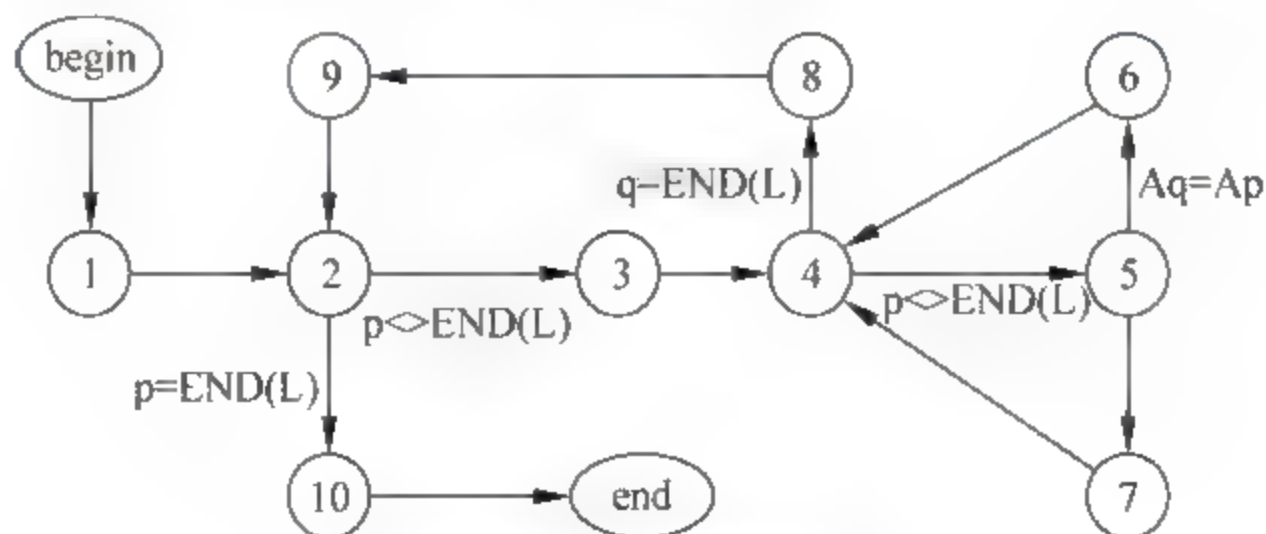 begin
9
8
6
q–END(L)
Aq=Ap
1
2
3
4
5
p<>END(L)
p<>END(L)
p=END(L)
10
end
7